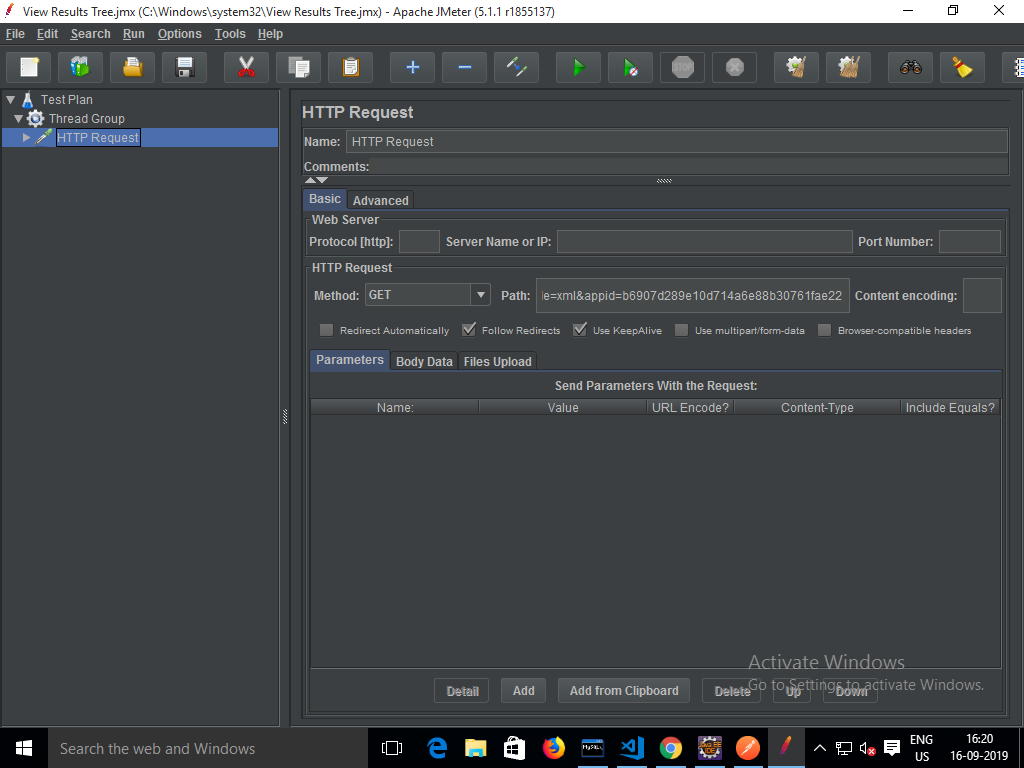 View Results Tree.jmx (C:\Windows\system32\View Results Tree.jmx) - Apache JMeter (5.1.1 r1855137)
File Edit Search Run Options Tools Help
STOP
Test Plan
Thread Group
HTTP Request
HTTP Request
Name: HTTP Request
Comments:
Basic Advanced
Web Server
Protocol [http]: Server Name or IP: Port Number:
HTTP Request
Method: GET Path: le=xml&appid=b6907d289e10d714a6e88b30761fae22 Content encoding:
Redirect Automatically Follow Redirects Use KeepAlive Use multipart/form-data Browser-compatible headers
Parameters Body Data Files Upload
Send Parameters With the Request:
Name: Value URL Encode? Content-Type Include Equals?
Activate Windows
Go to Settings to activate Windows.
Detail Add Add from Clipboard Delete Up Down
Search the web and Windows
ENG
US
16:20
16-09-2019